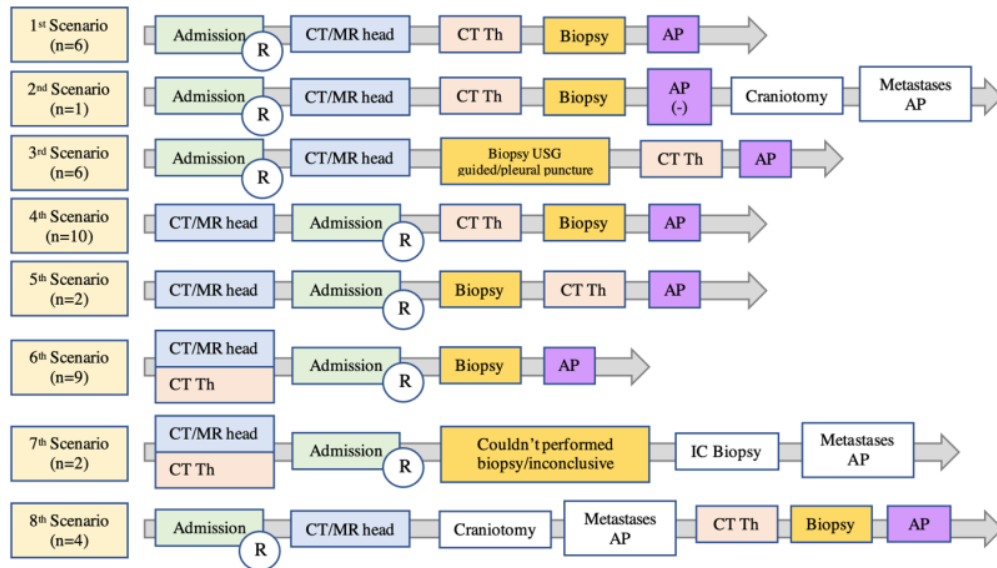 1st Scenario
(n=6)
Admission
R
CT/MR head
CT Th
Biopsy
AP
2nd Scenario
(n=1)
Admission
R
CT/MR head
CT Th
Biopsy
AP
(-)
Craniotomy
Metastases
AP
3rd Scenario
(n=6)
Admission
R
CT/MR head
Biopsy USG
guided/pleural puncture
CT Th
AP
4th Scenario
(n=10)
CT/MR head
Admission
R
CT Th
Biopsy
AP
5th Scenario
(n=2)
CT/MR head
Admission
R
Biopsy
CT Th
AP
6th Scenario
(n=9)
CT/MR head
CT Th
Admission
R
Biopsy
AP
7th Scenario
(n=2)
CT/MR head
CT Th
Admission
R
Couldn't performed
biopsy/inconclusive
IC Biopsy
Metastases
AP
8th Scenario
(n=4)
Admission
R
CT/MR head
Craniotomy
Metastases
AP
CT Th
Biopsy
AP